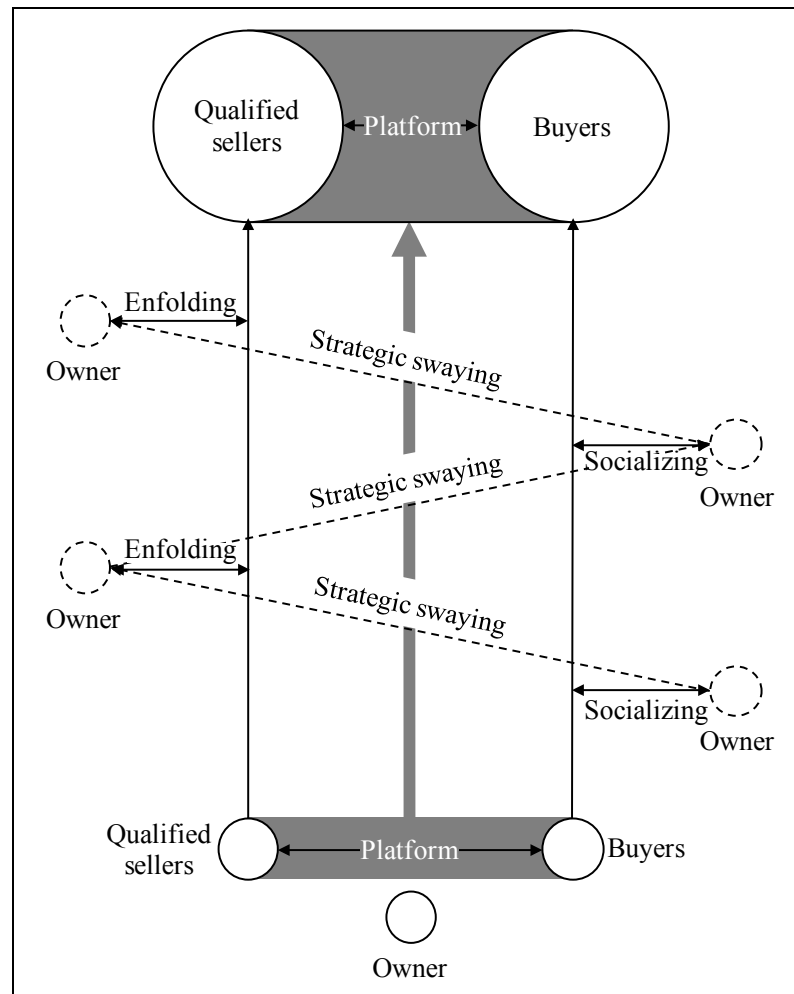 Qualified
sellers
Platform
Buyers
Enfolding
Owner
Strategic swaying
Socializing
Owner
Strategic swaying
Enfolding
Owner
Strategic swaying
Socializing
Owner
Qualified
sellers
Platform
Buyers
Owner